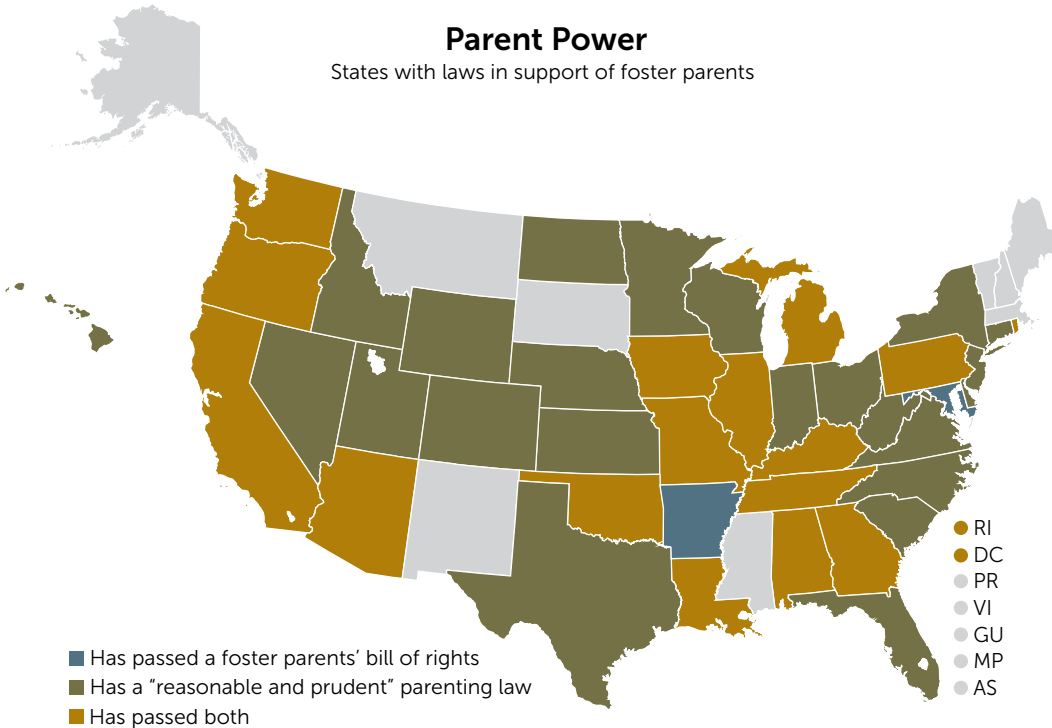 Parent Power
States with laws in support of foster parents
RI
DC
PR
VI
GU
MP
AS
Has passed a foster parents’ bill of rights
Has a “reasonable and prudent” parenting law
Has passed both